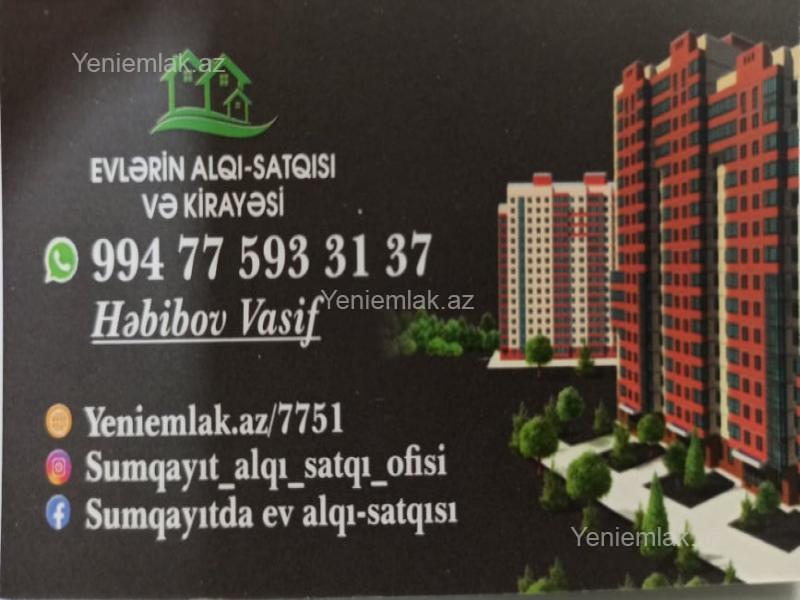 Yeniemlak.az
EVLƏRİN ALQI-SATQISI
VƏ KİRAYƏSİ
994 77 593 31 37
Həbibov Vasif
Yeniemlak.az
Yeniemlak.az/7751
Sumqayıt_alqı_satqı_ofisi
Sumqayıtda ev alqı-satqısı
Yeniemlak.az